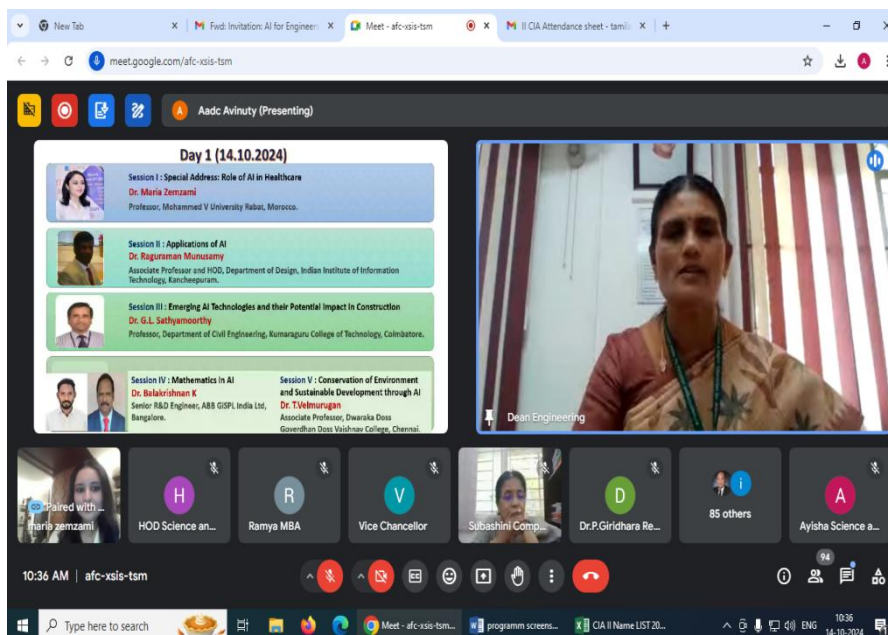 New Tab
Fwd: Invitation: AI for Engineer
Meet - afc-xsis-tsm
II CIA Attendance sheet - tamil
meet.google.com/afc-xsis-tsm
A
A
Aadc Avinuty (Presenting)
Day 1 (14.10.2024)
Session I : Special Address: Role of AI in Healthcare
Dr. Maria Zemzami
Professor, Mohammed V University Rabat, Morocco.
Session II : Applications of AI
Dr. Raguraman Munusamy
Associate Professor and HOD, Department of Design, Indian Institute of Information
Technology, Kancheepuram.
Session III : Emerging AI Technologies and their Potential Impact in Construction
Dr. G.L. Sathyamoorthy
Professor, Department of Civil Engineering, Kumaraguru College of Technology, Coimbatore.
Session IV : Mathematics in AI
Dr. Balakrishnan K
Senior R&D Engineer, ABB GISPL India Ltd,
Bangalore.
Session V : Conservation of Environment
and Sustainable Development through AI
Dr. T.Velmurugan
Associate Professor, Dwaraka Doss
Goverdhan Doss Vaishnav College, Chennai.
Dean Engineering
Paired with ...
maria zemzami
H
HOD Science an...
R
Ramya MBA
V
Vice Chancellor
Subashini Comp...
D
Dr.P.Giridhara Re...
i
85 others
A
Ayisha Science a...
10:36 AM | afc-xsis-tsm
94
Type here to search
Meet - afc-xsis-tsm...
programm screens...
CIA II Name LIST 20...
ENG
10:36
14-10-2024